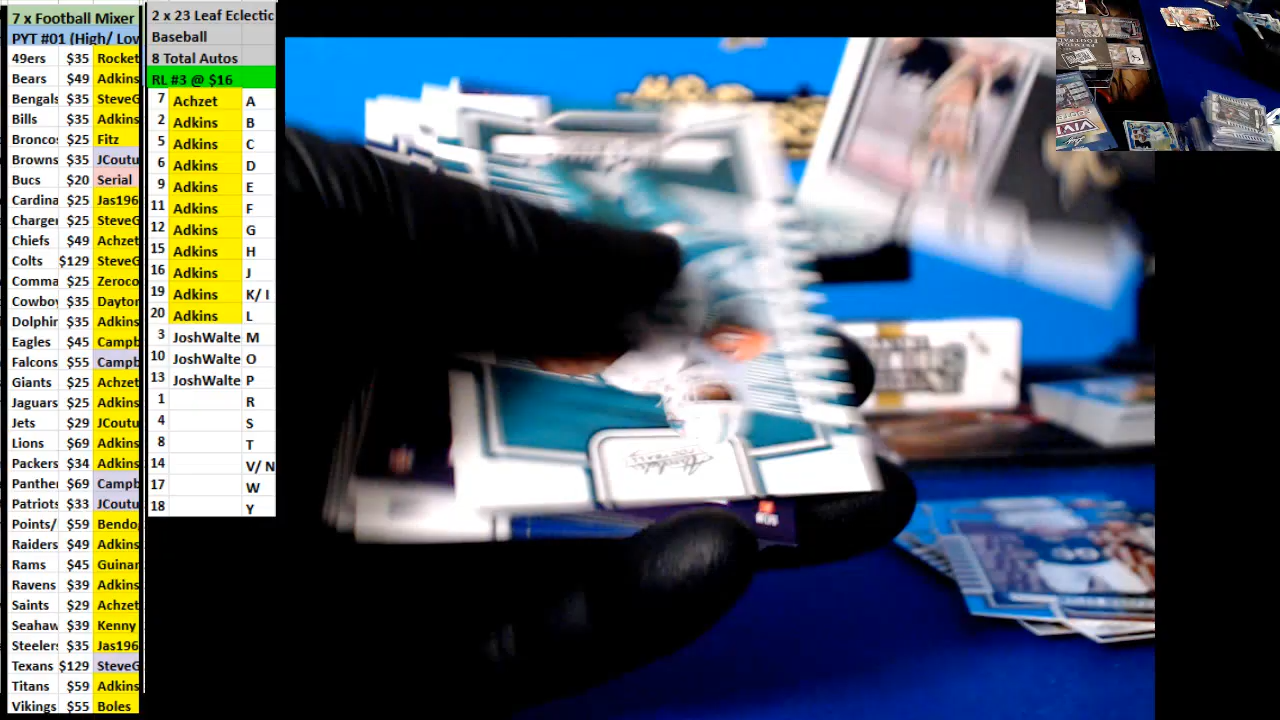 7 x Football Mixer
PYT #01 (High/ Low
49ers $35 Rocket
Bears $49 Adkins
Bengals $35 SteveG
Bills $35 Adkins
Bronco $25 Fitz
Browns $35 JCoutu
Bucs $20 Serial
Cardina $25 Jas196
Charger $25 SteveG
Chiefs $49 Achzet
Colts $129 SteveG
Comma $25 Zeroco
Cowboy $35 Dayton
Dolphin $35 Adkins
Eagles $45 Campb
Falcons $55 Campb
Giants $25 Achzet
Jaguars $25 Adkins
Jets $29 JCoutu
Lions $69 Adkins
Packers $34 Adkins
Panther $69 Campb
Patriots $33 JCoutu
Points/ $59 Bendo
Raiders $49 Adkins
Rams $45 Guinar
Ravens $39 Adkins
Saints $29 Achzet
Seahaw $39 Kenny
Steelers $35 Jas196
Texans $129 SteveG
Titans $59 Adkins
Vikings $55 Boles
2 x 23 Leaf Eclectic
Baseball
8 Total Autos
RL #3 @ $16
7 Achzet A
2 Adkins B
5 Adkins C
6 Adkins D
9 Adkins E
11 Adkins F
12 Adkins G
15 Adkins H
16 Adkins J
19 Adkins K/ I
20 Adkins L
3 JoshWalte M
10 JoshWalte O
13 JoshWalte P
1 R
4 S
8 T
14 V/ N
17 W
18 Y